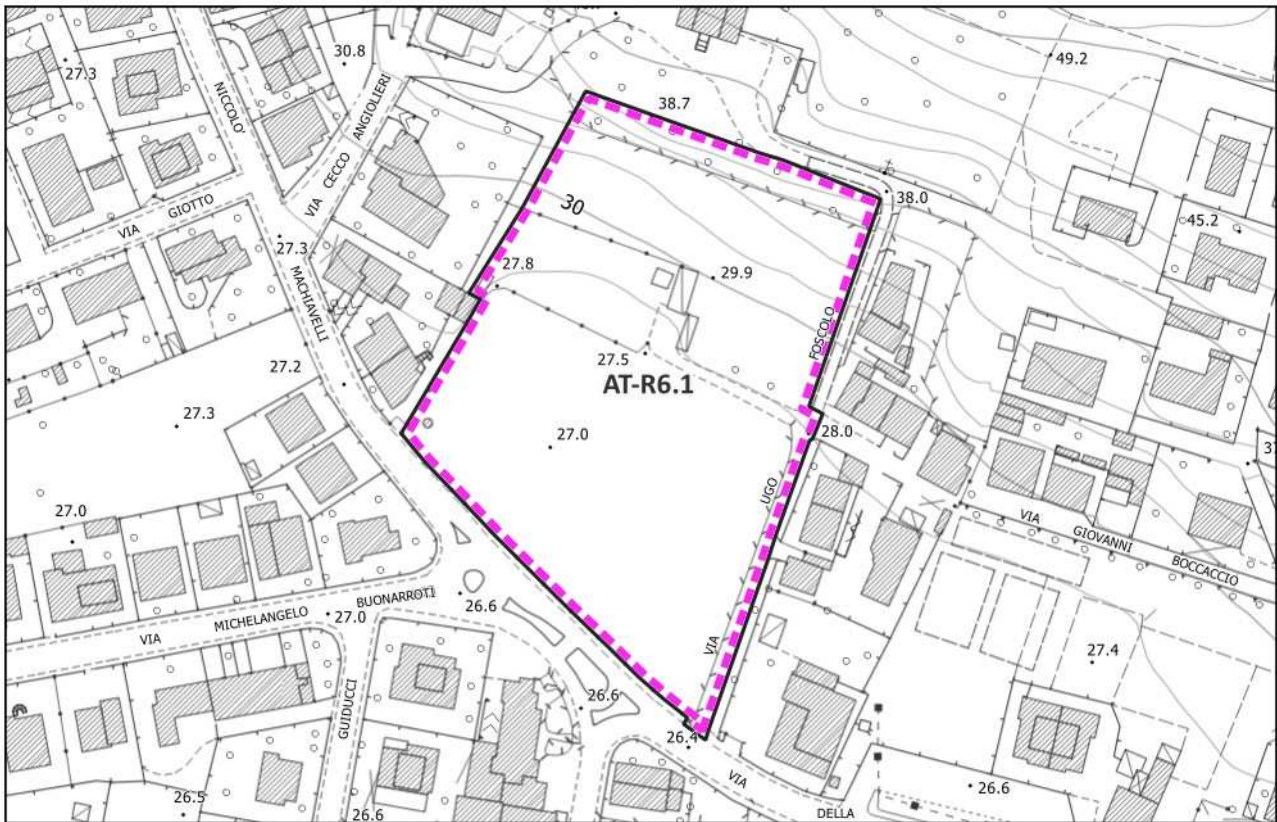 38.7
49.2
30.8
27.3
NICCOLO'
VIA CECCO ANGIOLIERI
VIA GIOTTO
27.3
38.0
45.2
30
27.8
29.9
MACHIAVELLI
FOSCOLO
27.5
27.2
AT-R6.1
27.3
27.0
28.0
UGO
27.0
VIA GIOVANNI BOCCACCIO
VIA MICHELANGELO BUONARROTI
27.0
26.6
VIA
27.4
GUIDUCCI
26.6
26.4
VIA DELLA
26.6
26.5
26.6